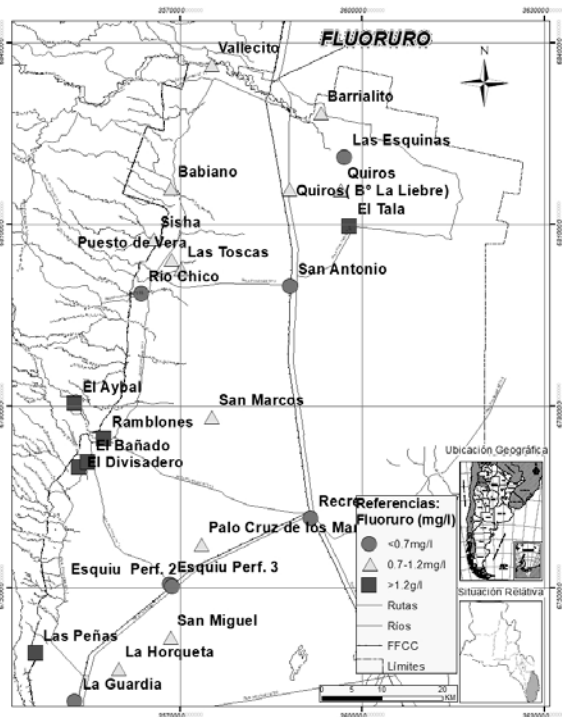 FLUORURO
N
Vallecito
Barrialito
Las Esquinas
Babiano
Quiros
Quiros( Bº La Liebre)
El Tala
Sisha
Puesto de Vera
Las Toscas
Rio Chico
San Antonio
El Aybal
San Marcos
Ramblones
El Bañado
El Divisadero
Ubicación Geográfica
Recre
Referencias:
Fluoruro (mg/l)
<0.7mg/l
0.7-1.2mg/l
>1.2g/l
Rutas
Ríos
FFCC
Límites
Palo Cruz de los Mar
Esquiu Perf. 2
Esquiu Perf. 3
Situación Relativa
San Miguel
Las Peñas
La Horqueta
La Guardia
0 5 10 20
KM